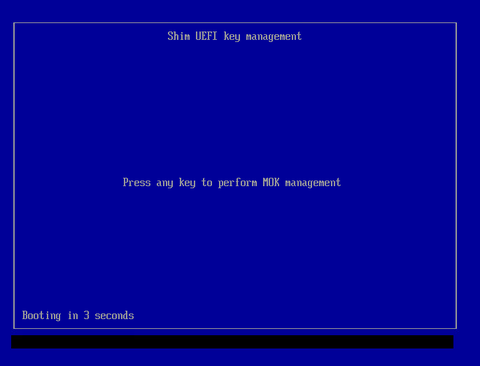 Shim UEFI key management
Press any key to perform MOK management
Booting in 3 seconds